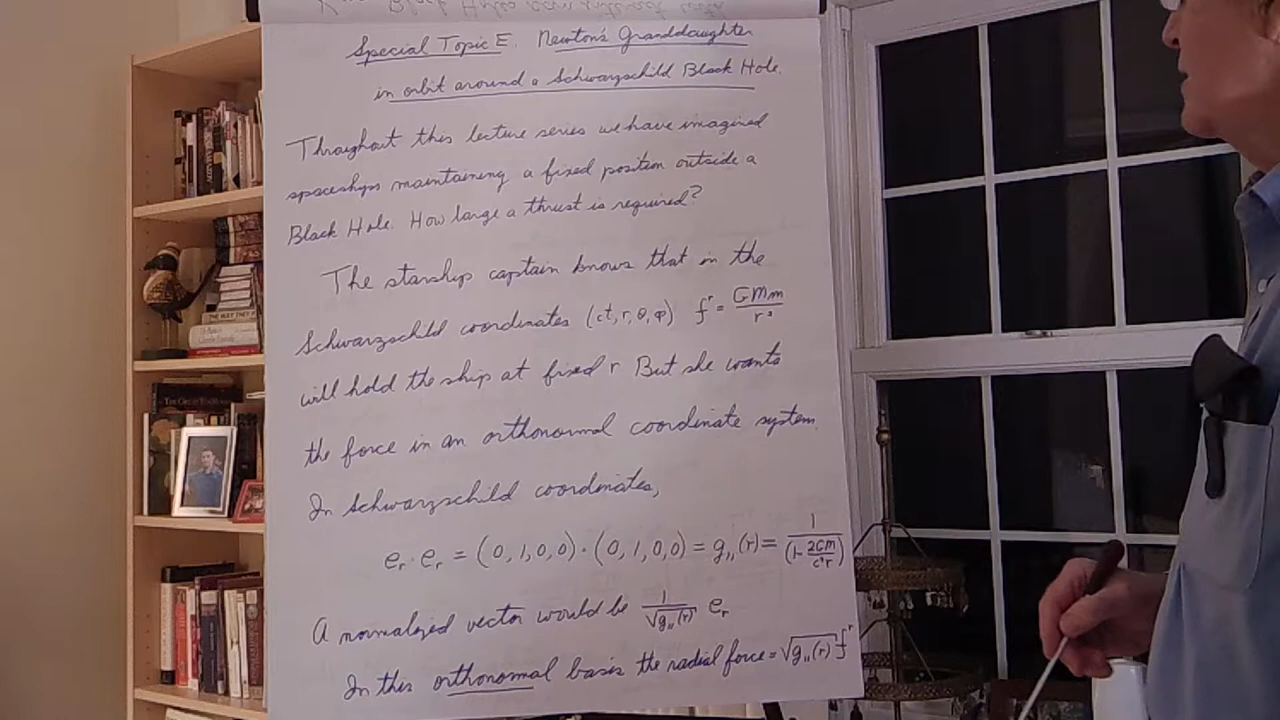 Black Holes
Special Topic E. Newton's Granddaughter
in orbit around a Schwarzschild Black Hole.
Throughout this lecture series we have imagined
spaceships maintaining a fixed position outside a
Black Hole. How large a thrust is required?
The starship captain knows that in the
Schwarzschild coordinates (ct, r, θ, φ) f^r = GMm/r²
will hold the ship at fixed r But she wants
the force in an orthonormal coordinate system.
In Schwarzschild coordinates,
e_r · e_r = (0, 1, 0, 0) · (0, 1, 0, 0) = g_11(r) = 1/(1 - 2GM/c²r)
A normalized vector would be 1/√g_11(r) e_r
In this orthonormal basis the radial force = √g_11(r) f^r